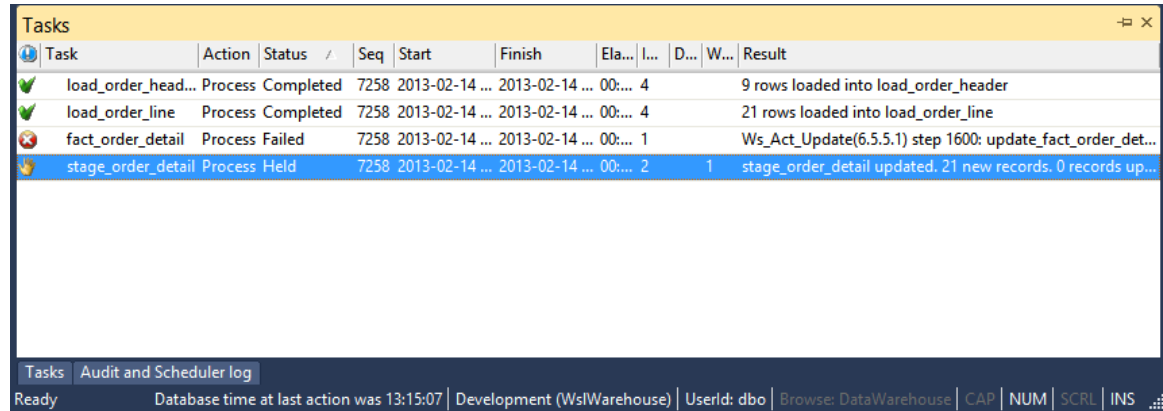 Tasks
Task Action Status Seq Start Finish Ela... I... D... W... Result
load_order_head... Process Completed 7258 2013-02-14 ... 2013-02-14 ... 00:... 4 9 rows loaded into load_order_header
load_order_line Process Completed 7258 2013-02-14 ... 2013-02-14 ... 00:... 4 21 rows loaded into load_order_line
fact_order_detail Process Failed 7258 2013-02-14 ... 2013-02-14 ... 00:... 1 Ws_Act_Update(6.5.5.1) step 1600: update_fact_order_det...
stage_order_detail Process Held 7258 2013-02-14 ... 2013-02-14 ... 00:... 2 1 stage_order_detail updated. 21 new records. 0 records up...
Tasks Audit and Scheduler log
Ready Database time at last action was 13:15:07 Development (WslWarehouse) UserId: dbo Browse: DataWarehouse CAP NUM SCRL INS